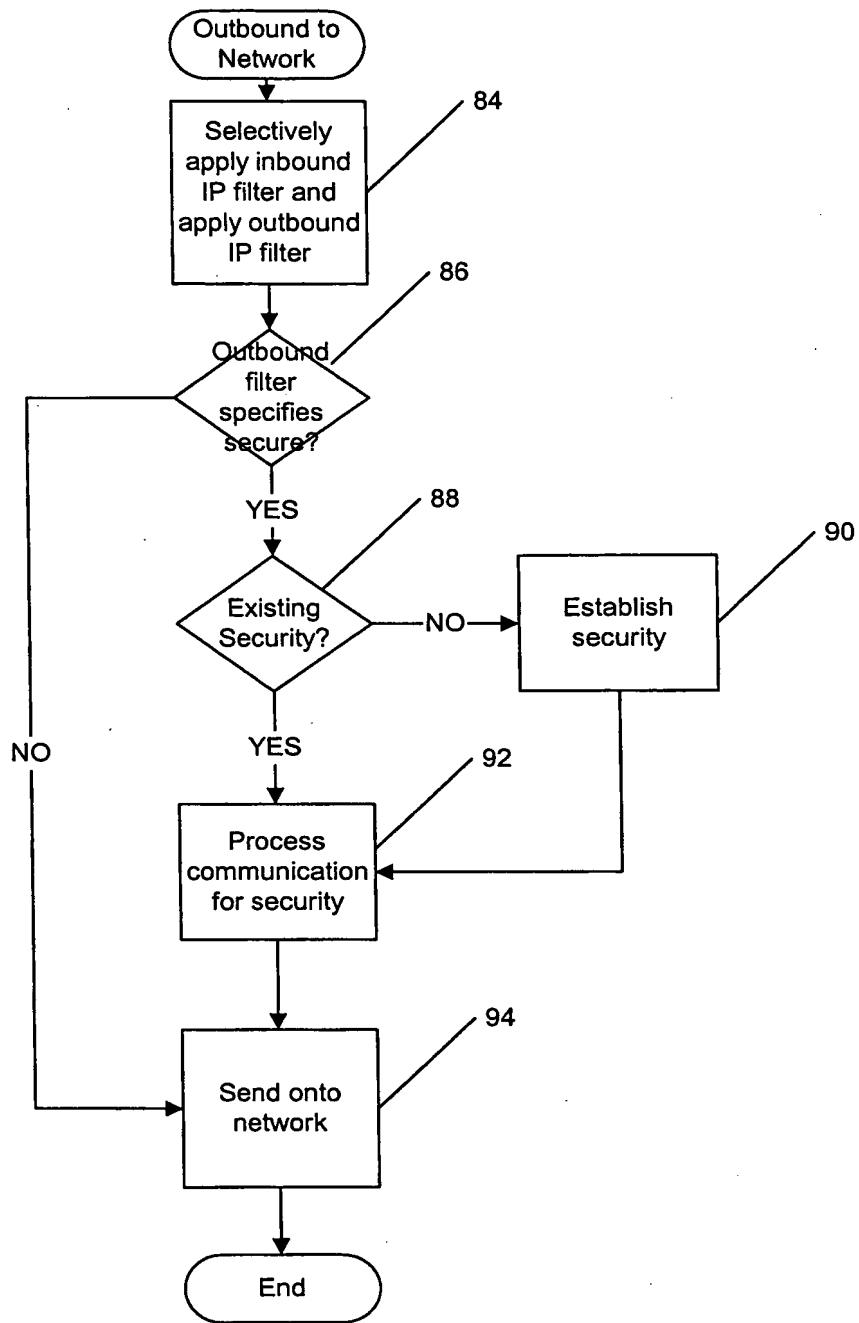 Outbound to
Network
84
Selectively
apply inbound
IP filter and
apply outbound
IP filter
86
Outbound
filter
specifies
secure?
YES
88
90
Existing
Security?
NO
Establish
security
YES
NO
92
Process
communication
for security
94
Send onto
network
End